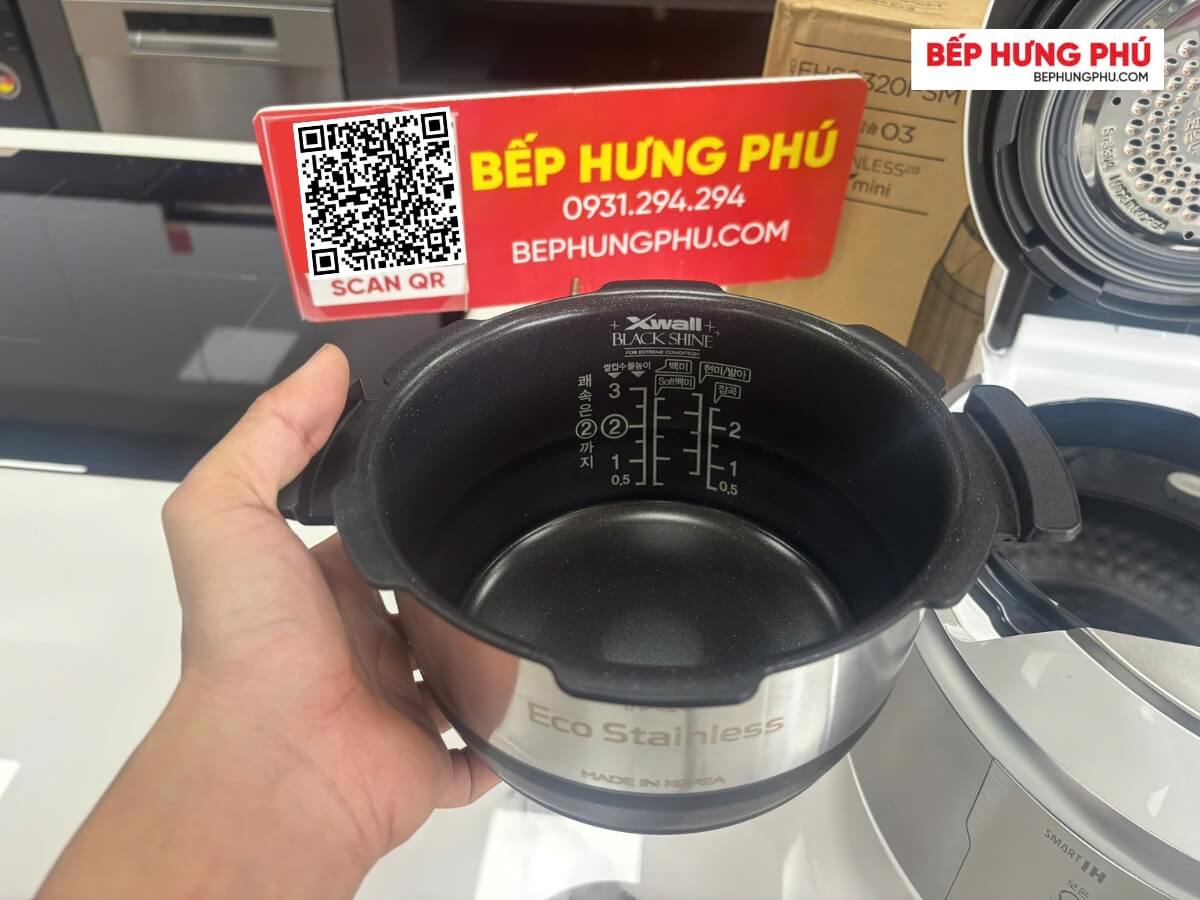 BẾP HƯNG PHÚ
BEPHUNGPHU.COM
BẾP HƯNG PHÚ
0931.294.294
BEPHUNGPHU.COM
SCAN QR
O3
mini
Xwall
BLACK SHINE
FOR EXTREME CONDITION
쌀컵수 물높이
백미
현미/발아
Soft백미
잡곡
쾌속은②까지
3
②
1
0.5
2
1
0.5
Eco Stainless
MADE IN KOREA
SMART IH